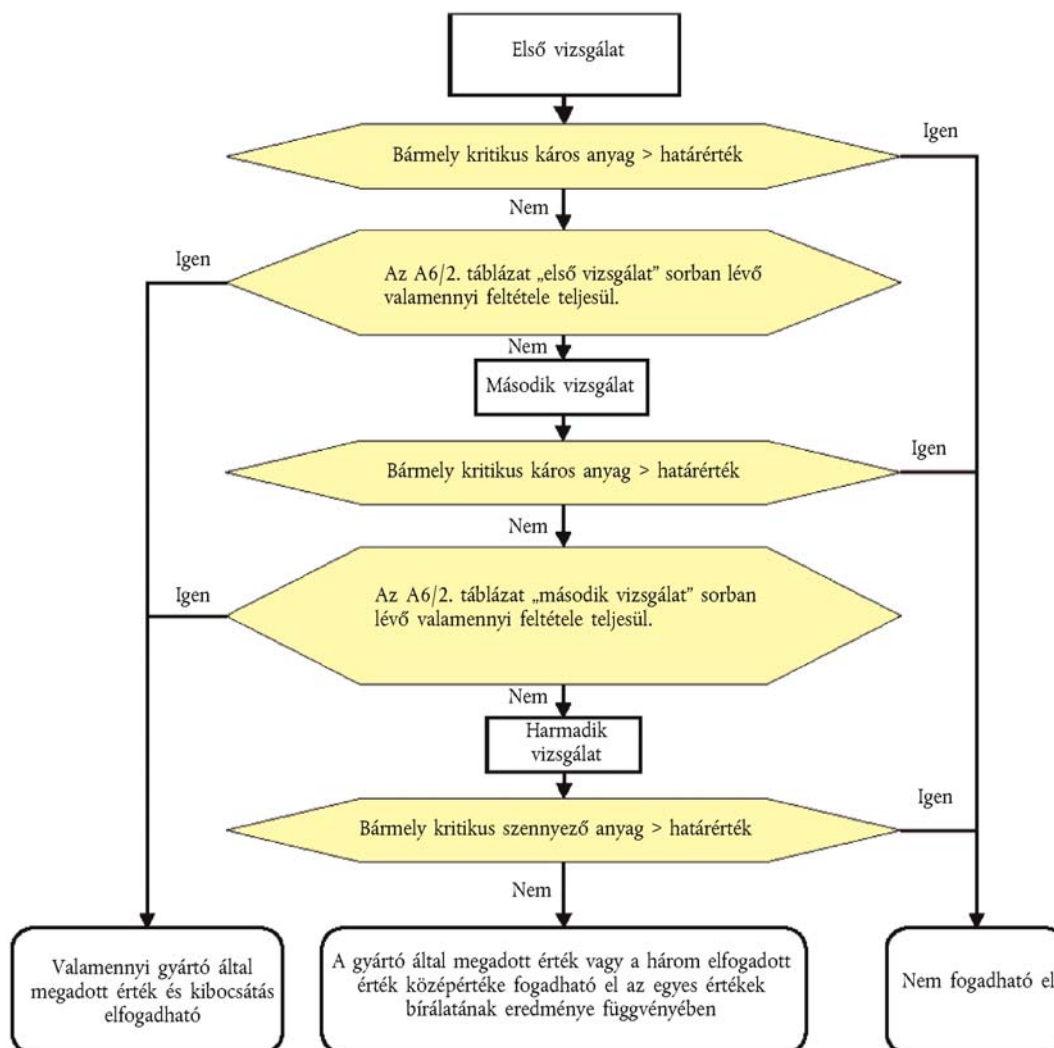 Első vizsgálat
Igen
Bármely kritikus káros anyag > határérték
Nem
Igen
Az A6/2. táblázat „első vizsgálat” sorban lévő
valamennyi feltétele teljesül.
Nem
Második vizsgálat
Igen
Bármely kritikus káros anyag > határérték
Nem
Igen
Az A6/2. táblázat „második vizsgálat” sorban
lévő valamennyi feltétele teljesül.
Nem
Harmadik
vizsgálat
Igen
Bármely kritikus szennyező anyag > határérték
Nem
Valamennyi gyártó által
megadott érték és kibocsátás
elfogadható
A gyártó által megadott érték vagy a három elfogadott
érték középértéke fogadható el az egyes értékek
bírálatának eredménye függvényében
Nem fogadható el